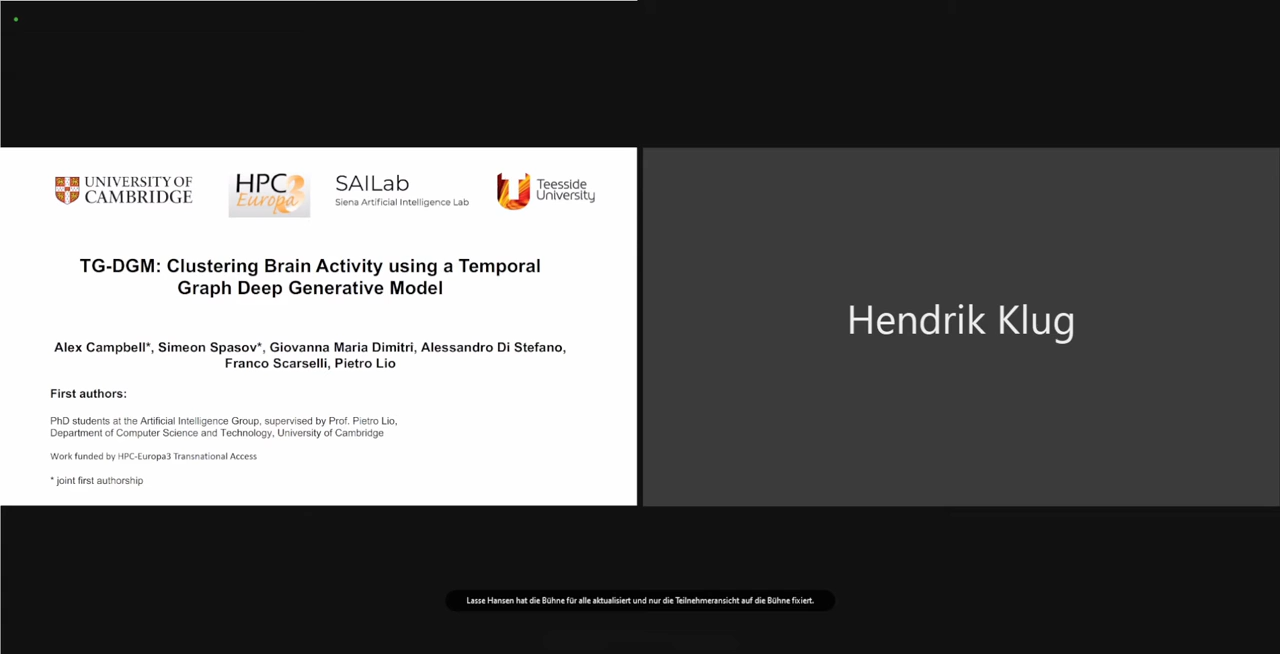 UNIVERSITY OF
CAMBRIDGE
HPC
Europa 3
SAILab
Siena Artificial Intelligence Lab
Teesside
University
TG-DGM: Clustering Brain Activity using a Temporal
Graph Deep Generative Model
Alex Campbell*, Simeon Spasov*, Giovanna Maria Dimitri, Alessandro Di Stefano,
Franco Scarselli, Pietro Lio
First authors:
PhD students at the Artificial Intelligence Group, supervised by Prof. Pietro Lio,
Department of Computer Science and Technology, University of Cambridge
Work funded by HPC-Europa3 Transnational Access
* joint first authorship
Hendrik Klug
Lasse Hansen hat die Bühne für alle aktualisiert und nur die Teilnehmeransicht auf die Bühne fixiert.